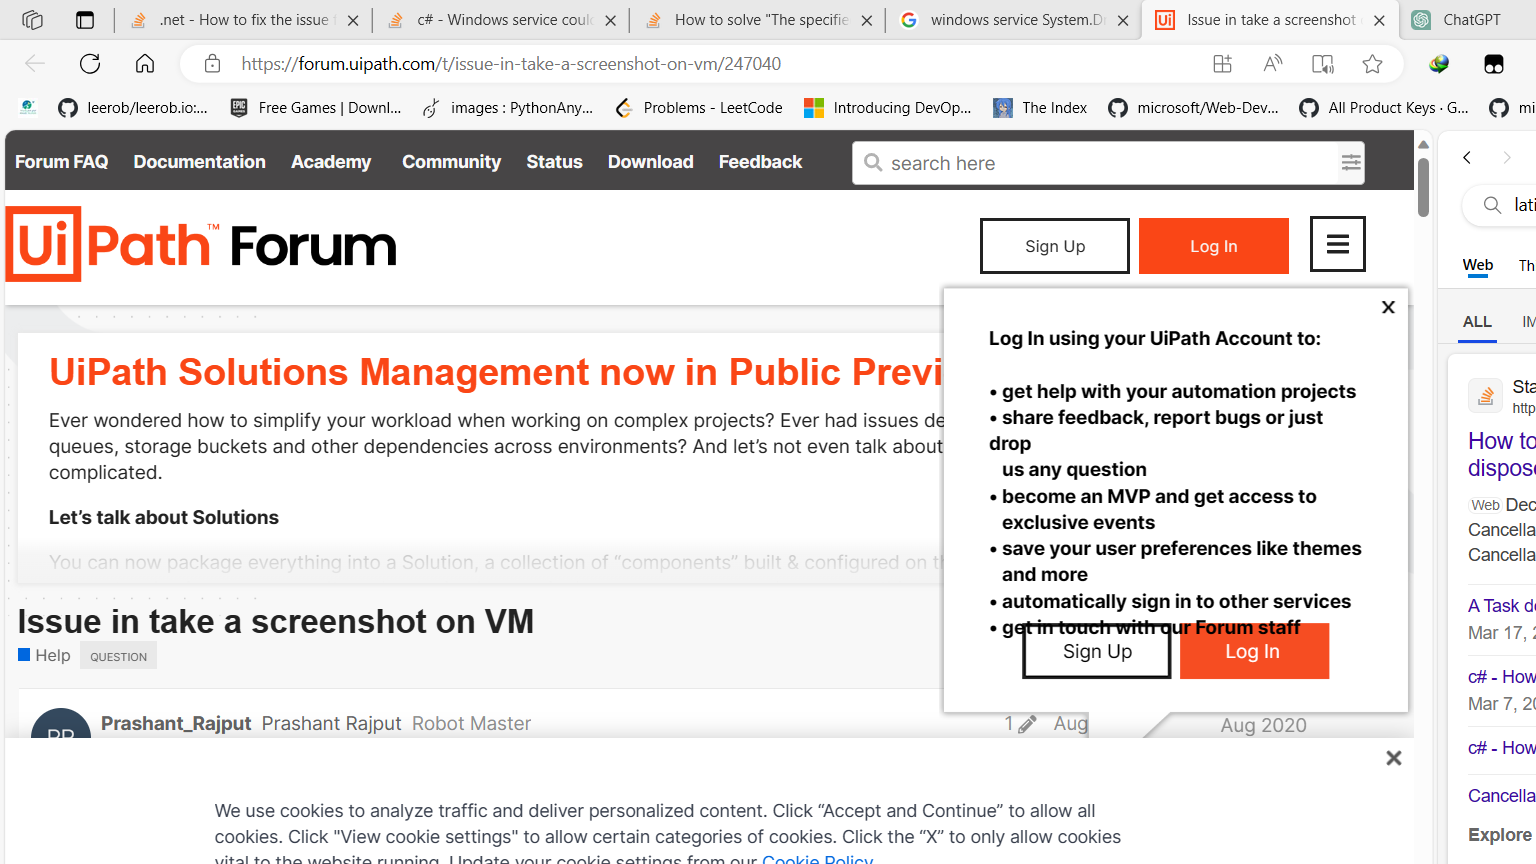 .net - How to fix the issue
c# - Windows service could
How to solve "The specifie
windows service System.Dr
Issue in take a screenshot
ChatGPT
https://forum.uipath.com/t/issue-in-take-a-screenshot-on-vm/247040
leerob/leerob.io:...
EPIC
GAMES
Free Games | Downl...
images : PythonAny...
Problems - LeetCode
Introducing DevOp...
The Index
microsoft/Web-Dev...
All Product Keys · G...
mi
Forum FAQ
Documentation
Academy
Community
Status
Download
Feedback
search here
UiPath™ Forum
Sign Up
Log In
x
Log In using your UiPath Account to:
• get help with your automation projects
• share feedback, report bugs or just
drop
us any question
• become an MVP and get access to
exclusive events
• save your user preferences like themes
and more
• automatically sign in to other services
• get in touch with our Forum staff
Sign Up
Log In
UiPath Solutions Management now in Public Previ
Ever wondered how to simplify your workload when working on complex projects? Ever had issues de
queues, storage buckets and other dependencies across environments? And let’s not even talk about
complicated.
Let’s talk about Solutions
You can now package everything into a Solution, a collection of “components” built & configured on th
Issue in take a screenshot on VM
Help
QUESTION
PR
Prashant_Rajput Prashant Rajput Robot Master
1
Aug
Aug 2020
We use cookies to analyze traffic and deliver personalized content. Click “Accept and Continue” to allow all
cookies. Click "View cookie settings" to allow certain categories of cookies. Click the “X” to only allow cookies
vital to the website running. Update your cookie settings from our Cookie Policy
lati
Web
Th
ALL
IM
Sta
http
How to
dispose
Web Dec
Cancella
Cancella
A Task de
Mar 17, 2
c# - How
Mar 7, 20
c# - How
Cancella
Explore